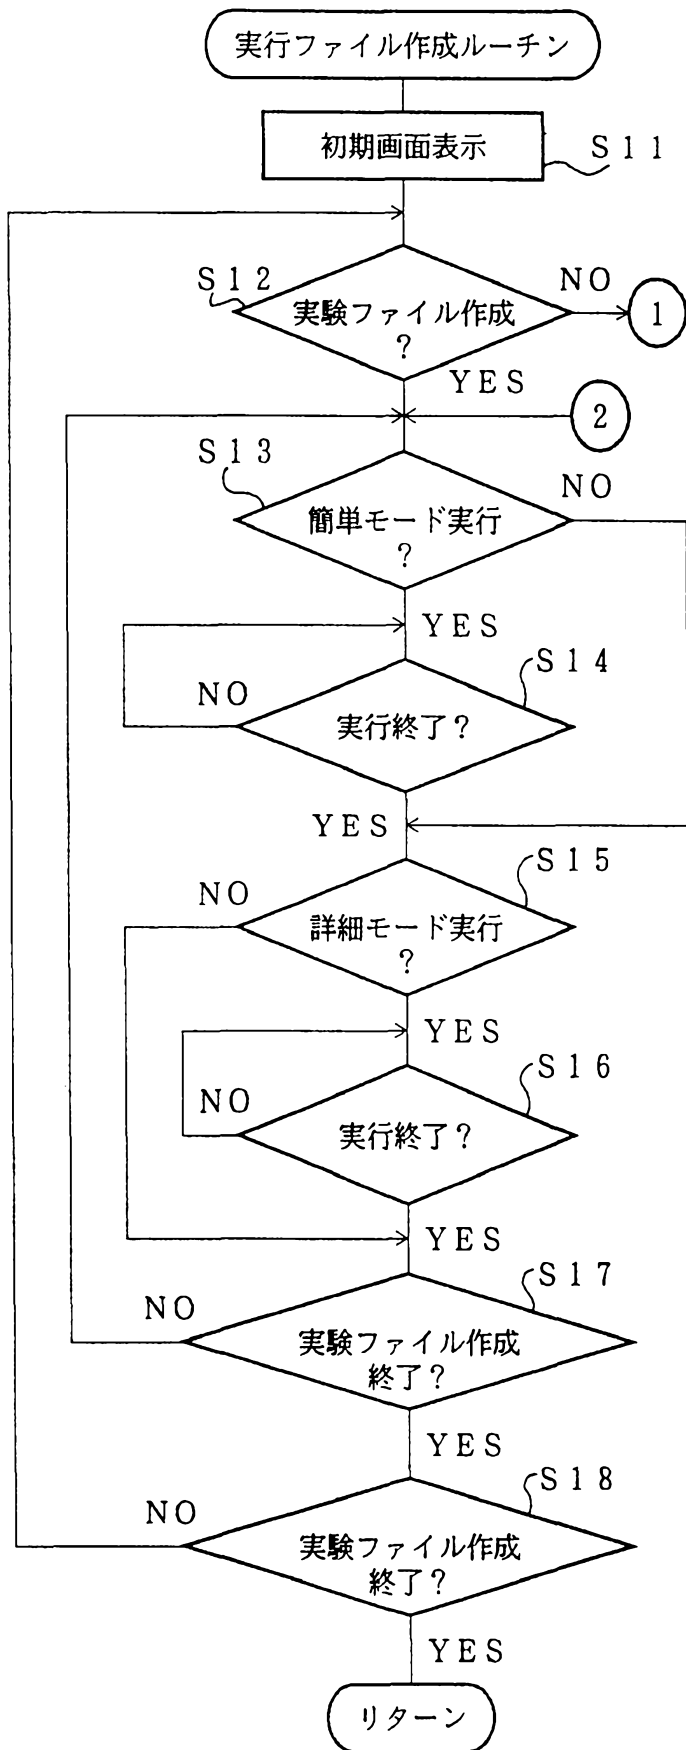 実行ファイル作成ルーチン
初期画面表示
S11
S12
NO
実験ファイル作成
?
1
YES
2
S13
NO
簡単モード実行
?
YES
S14
NO
実行終了?
YES
S15
NO
詳細モード実行
?
YES
S16
NO
実行終了?
YES
S17
NO
実験ファイル作成
終了?
YES
S18
NO
実験ファイル作成
終了?
YES
リターン